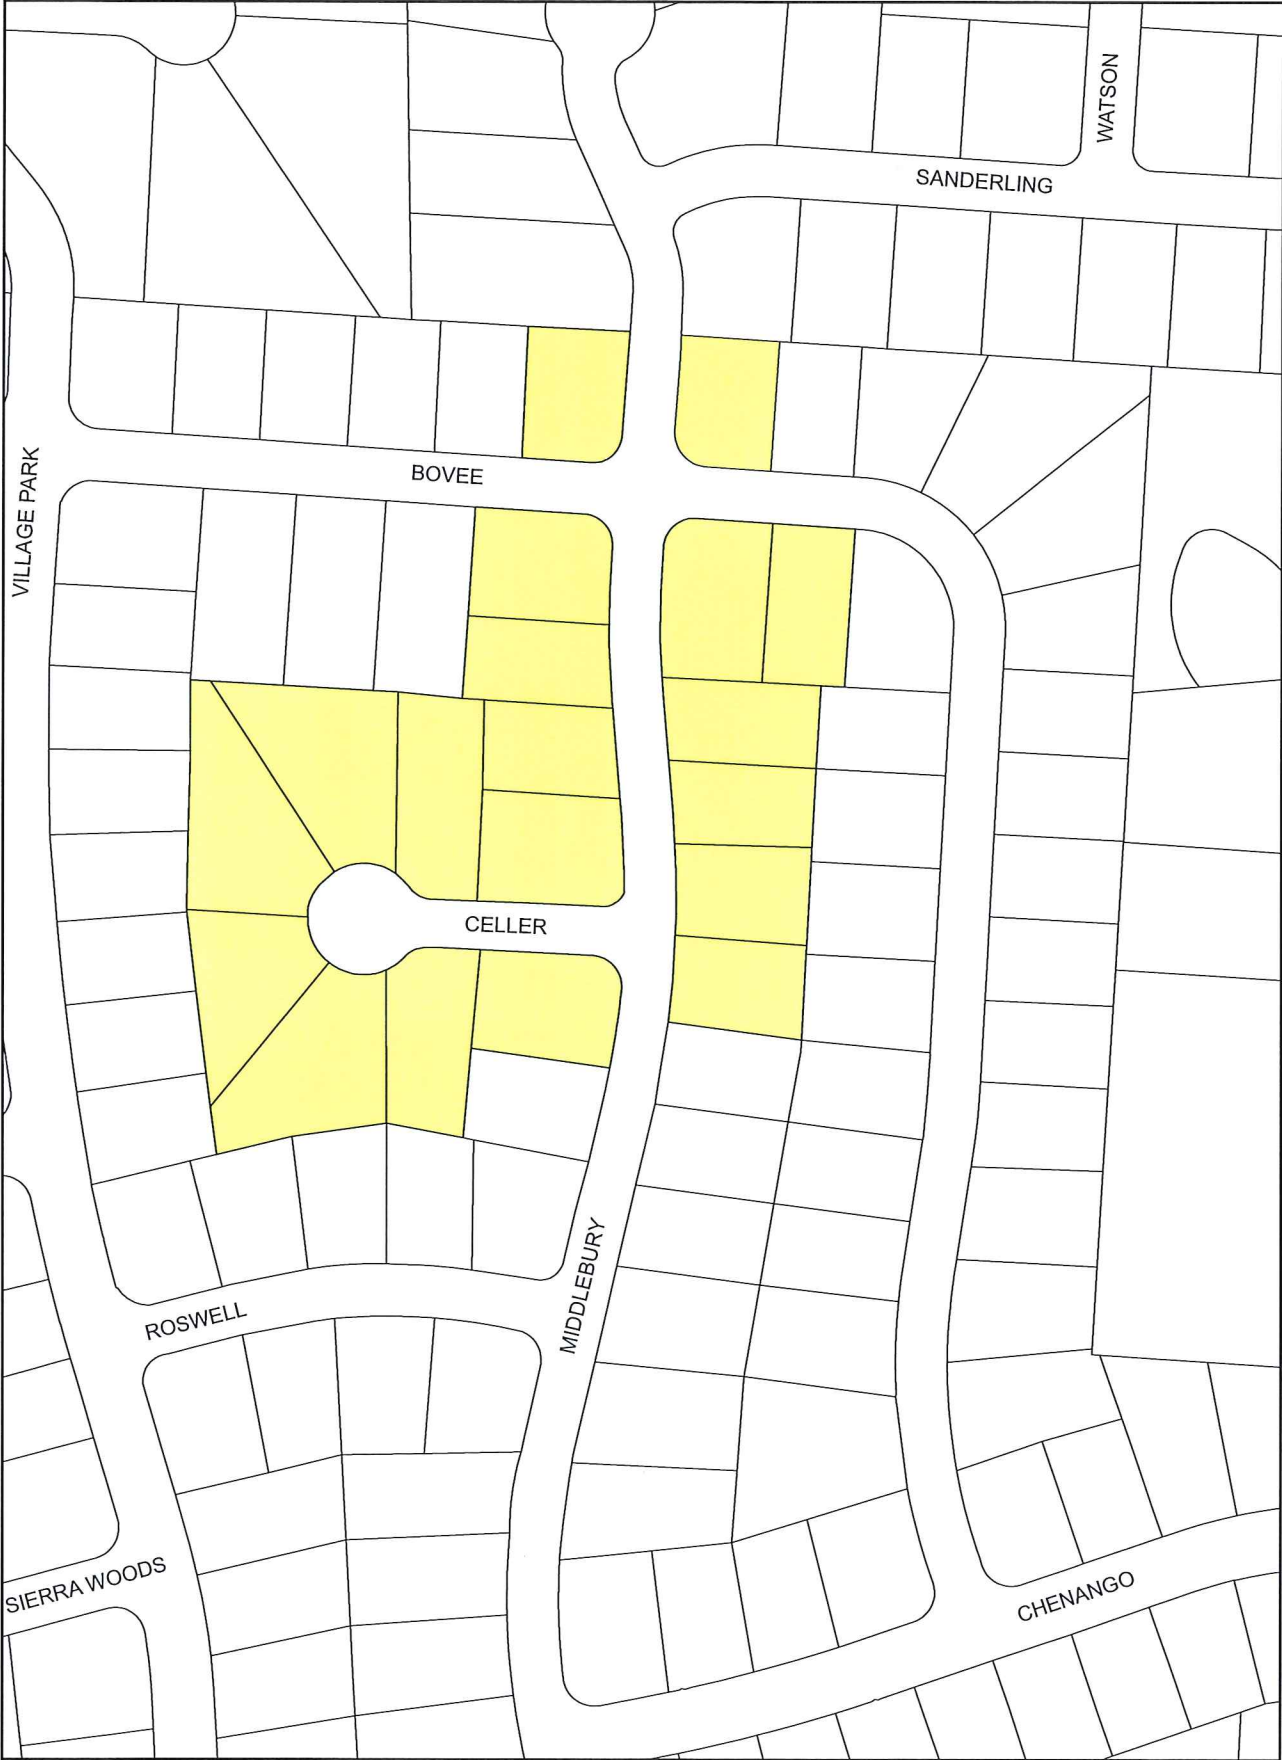 WATSON
SANDERLING
BOVEE
VILLAGE PARK
CELLER
MIDDLEBURY
ROSWELL
SIERRA WOODS
CHENANGO